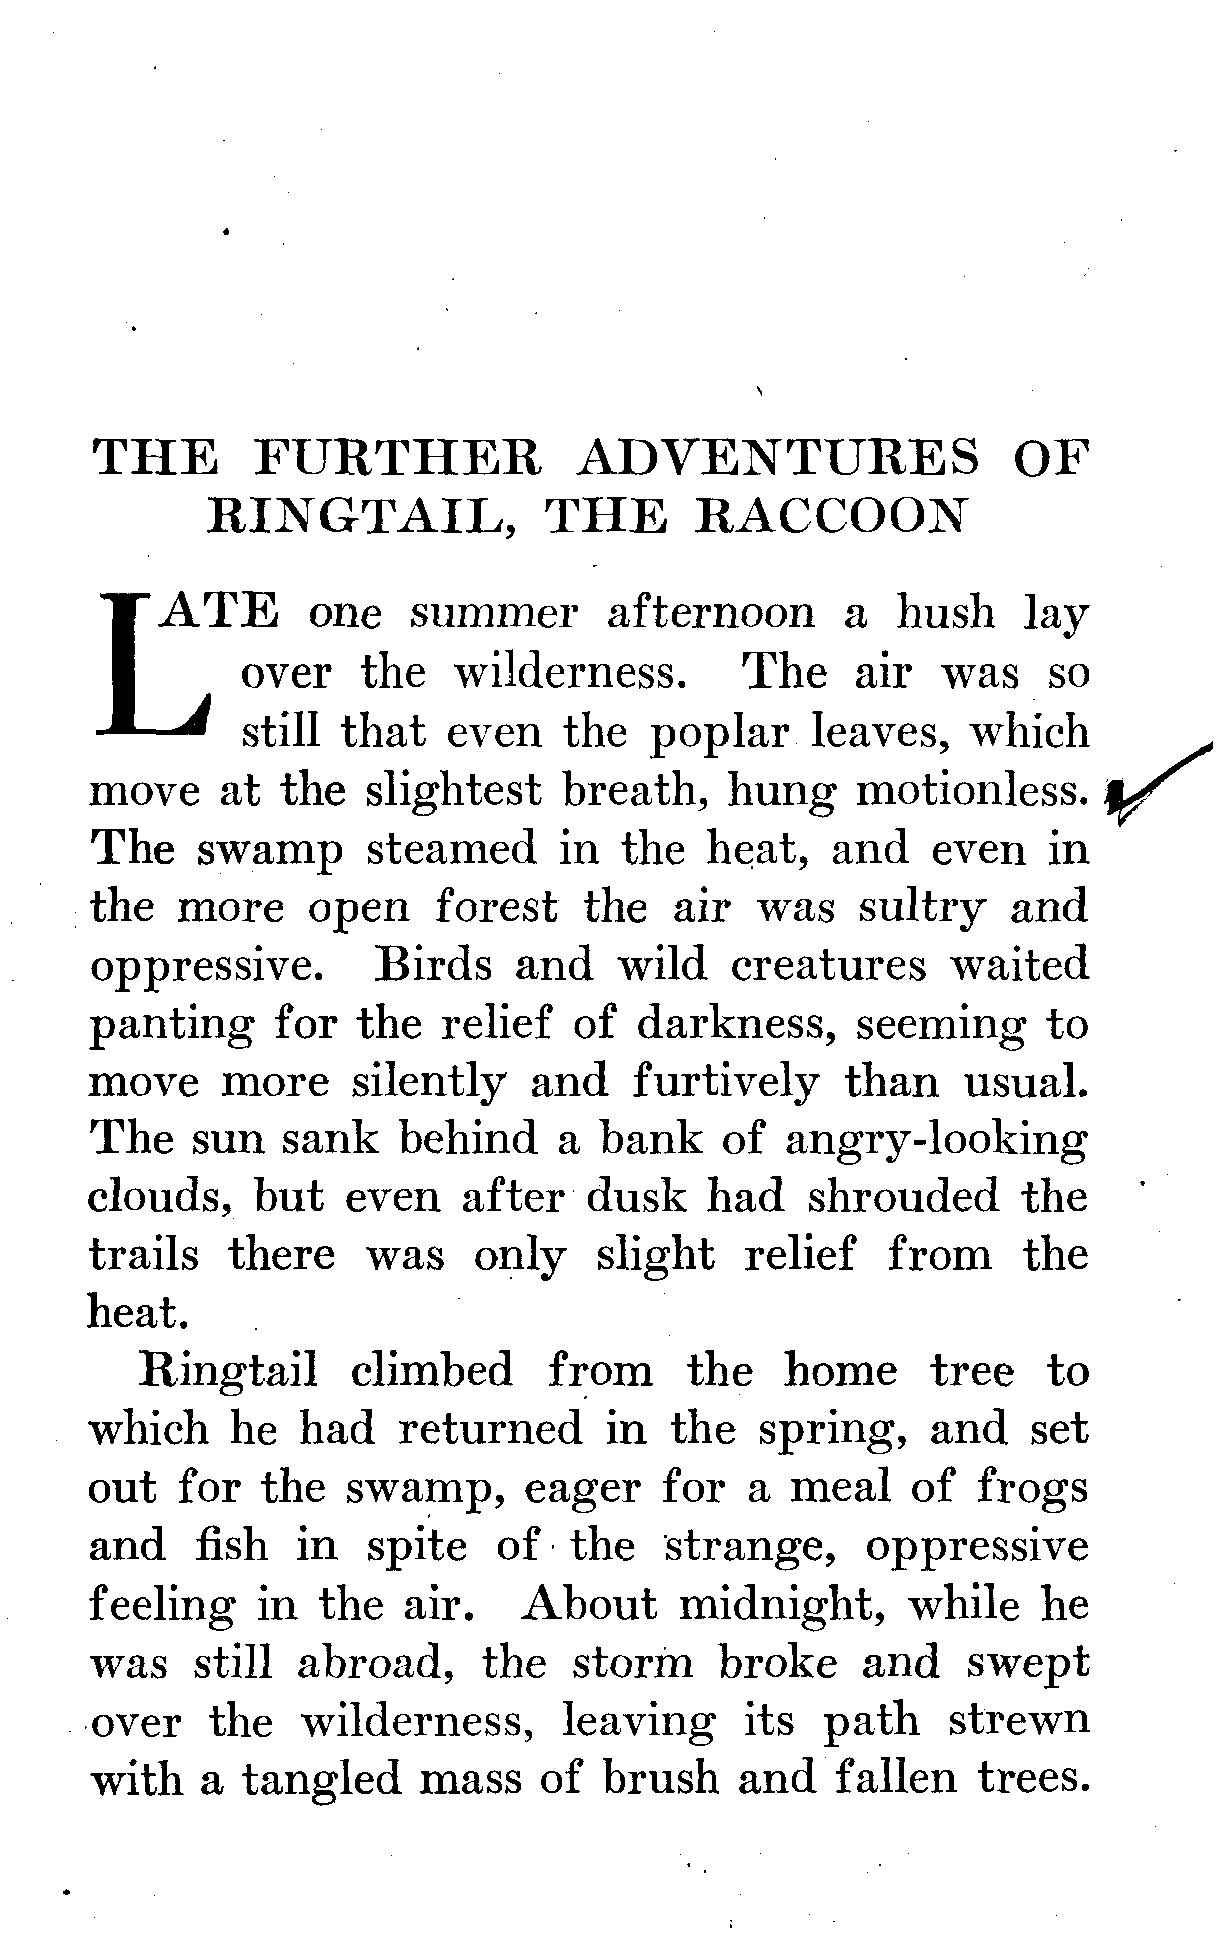 THE FURTHER ADVENTURES OF
RINGTAIL, THE RACCOON
LATE one summer afternoon a hush lay
over the wilderness. The air was so
still that even the poplar leaves, which
move at the slightest breath, hung motionless.
The swamp steamed in the heat, and even in
the more open forest the air was sultry and
oppressive. Birds and wild creatures waited
panting for the relief of darkness, seeming to
move more silently and furtively than usual.
The sun sank behind a bank of angry-looking
clouds, but even after dusk had shrouded the
trails there was only slight relief from the
heat.
Ringtail climbed from the home tree to
which he had returned in the spring, and set
out for the swamp, eager for a meal of frogs
and fish in spite of the strange, oppressive
feeling in the air. About midnight, while he
was still abroad, the storm broke and swept
over the wilderness, leaving its path strewn
with a tangled mass of brush and fallen trees.